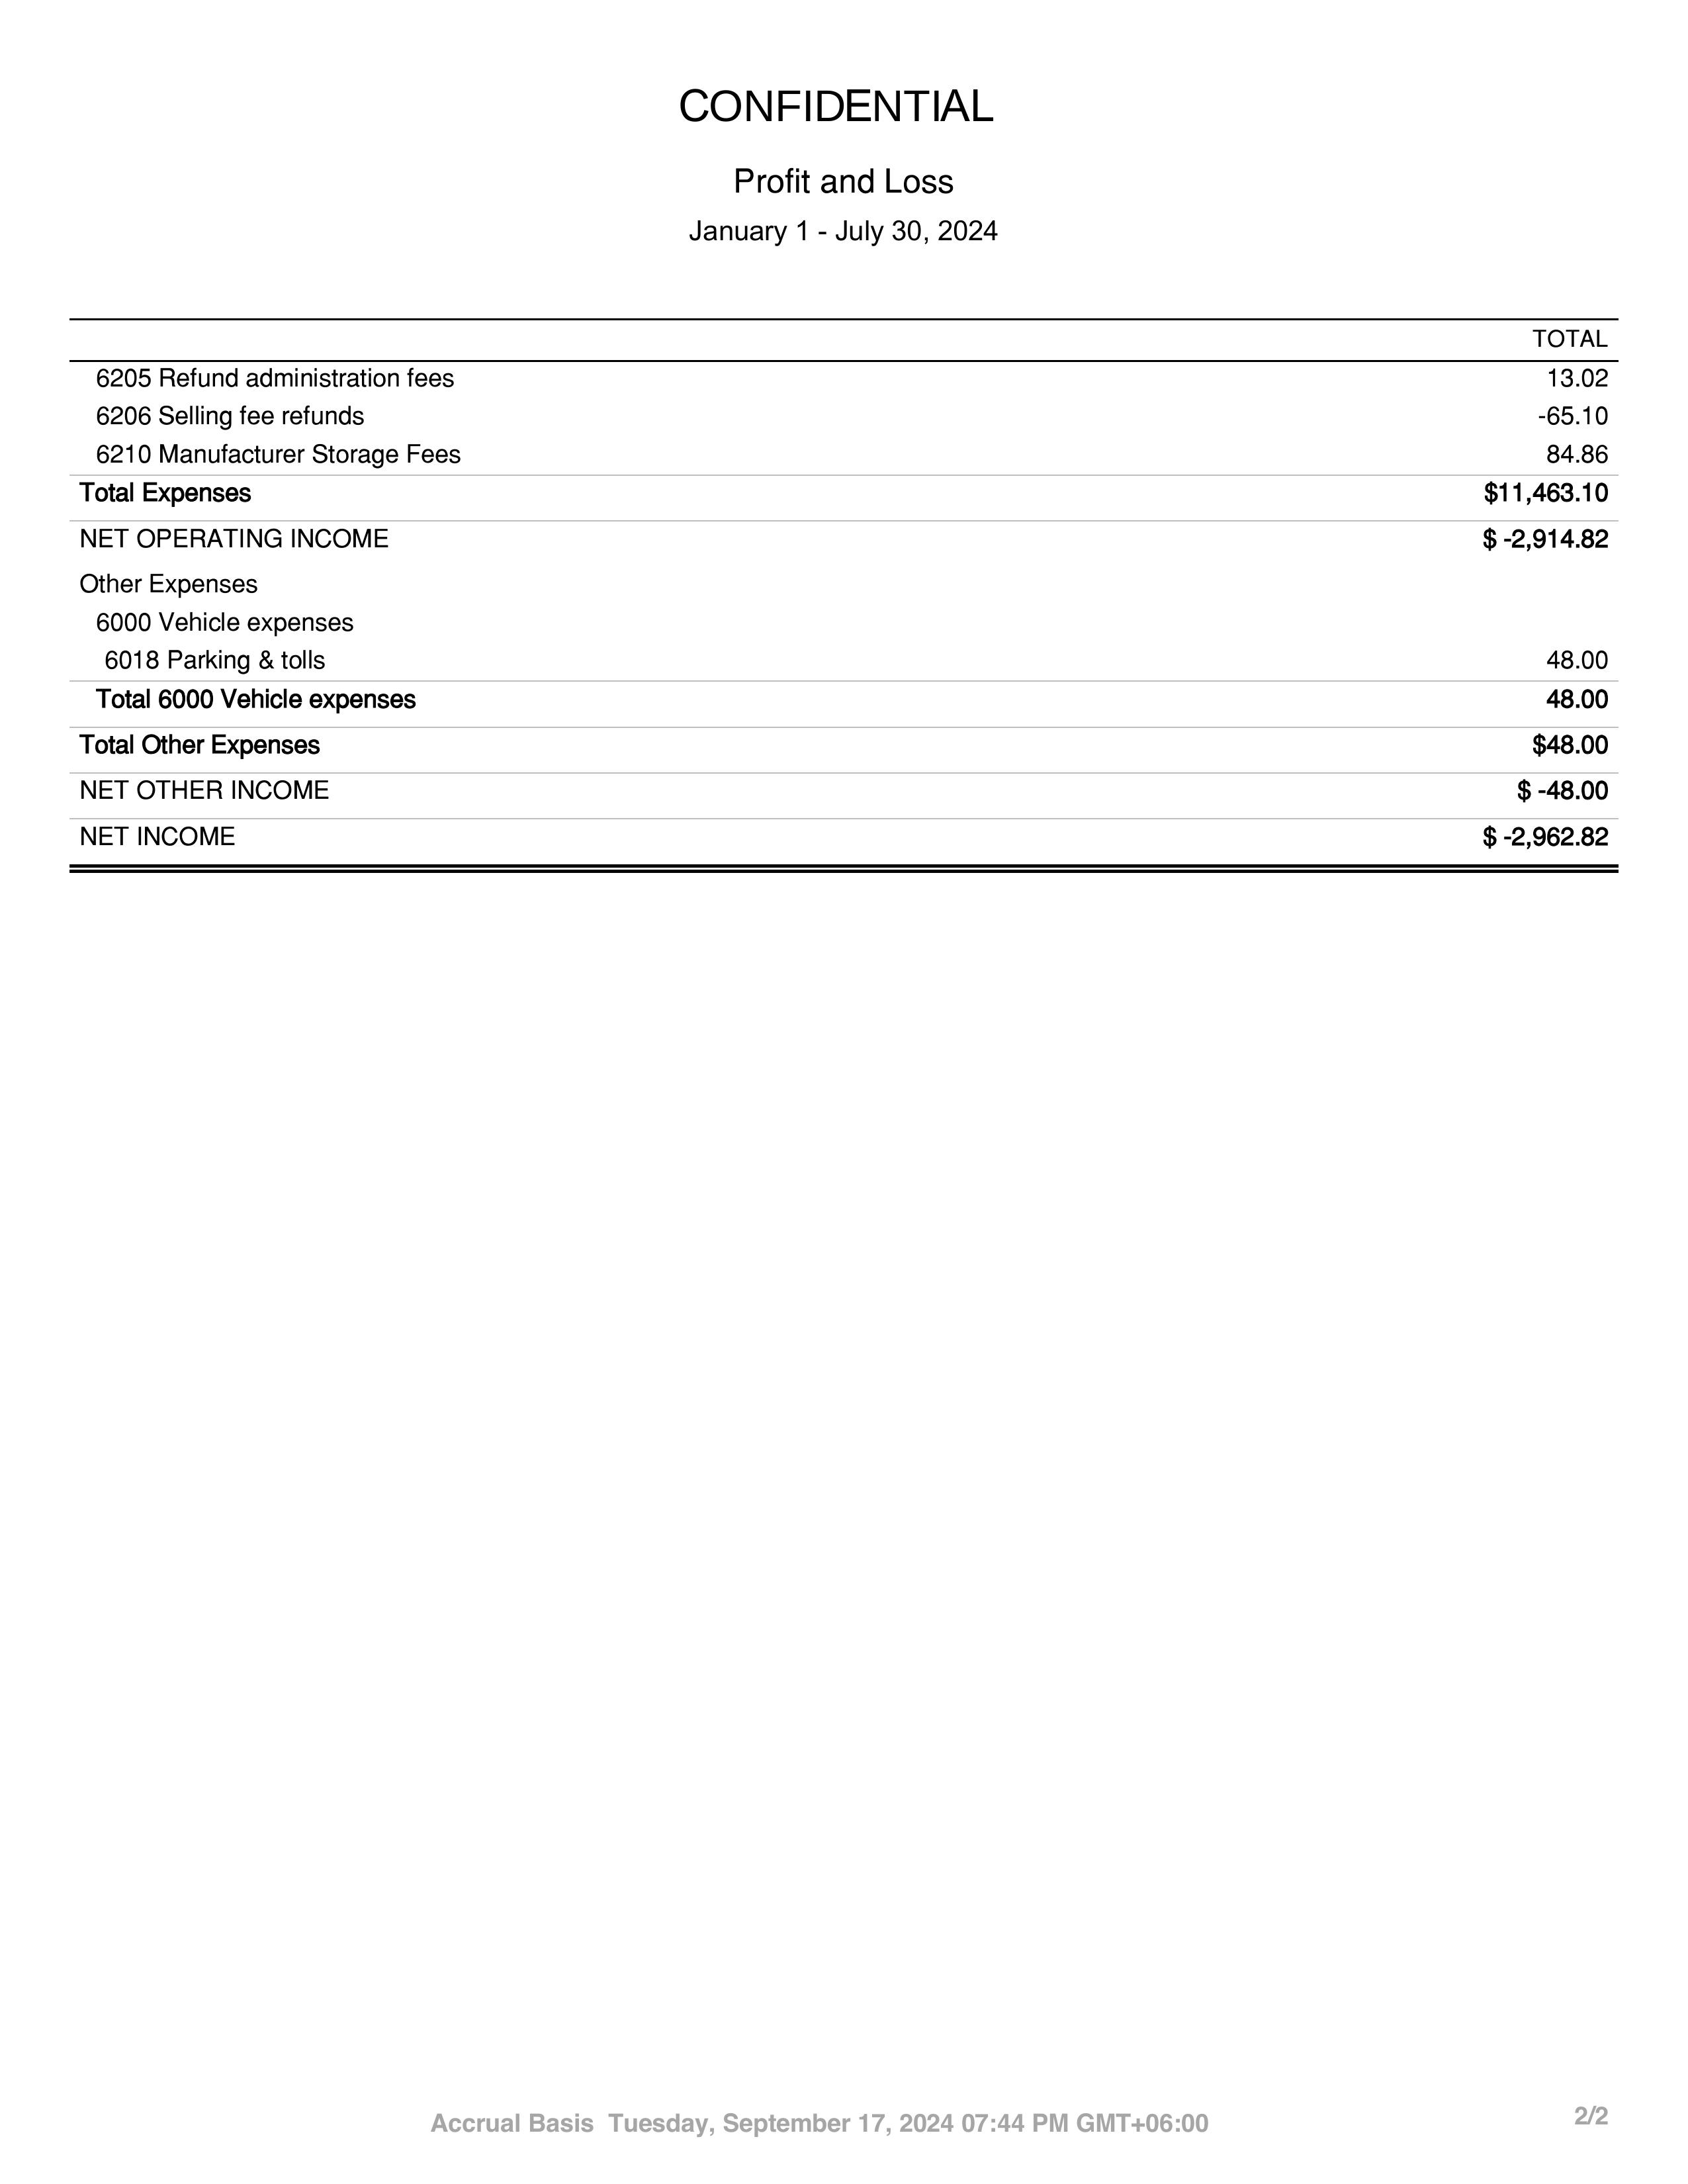 CONFIDENTIAL
Profit and Loss
January 1 - July 30, 2024
TOTAL
6205 Refund administration fees 13.02
6206 Selling fee refunds -65.10
6210 Manufacturer Storage Fees 84.86
Total Expenses $11,463.10
NET OPERATING INCOME $ -2,914.82
Other Expenses
6000 Vehicle expenses
6018 Parking & tolls 48.00
Total 6000 Vehicle expenses 48.00
Total Other Expenses $48.00
NET OTHER INCOME $ -48.00
NET INCOME $ -2,962.82
Accrual Basis  Tuesday, September 17, 2024 07:44 PM GMT+06:00 2/2